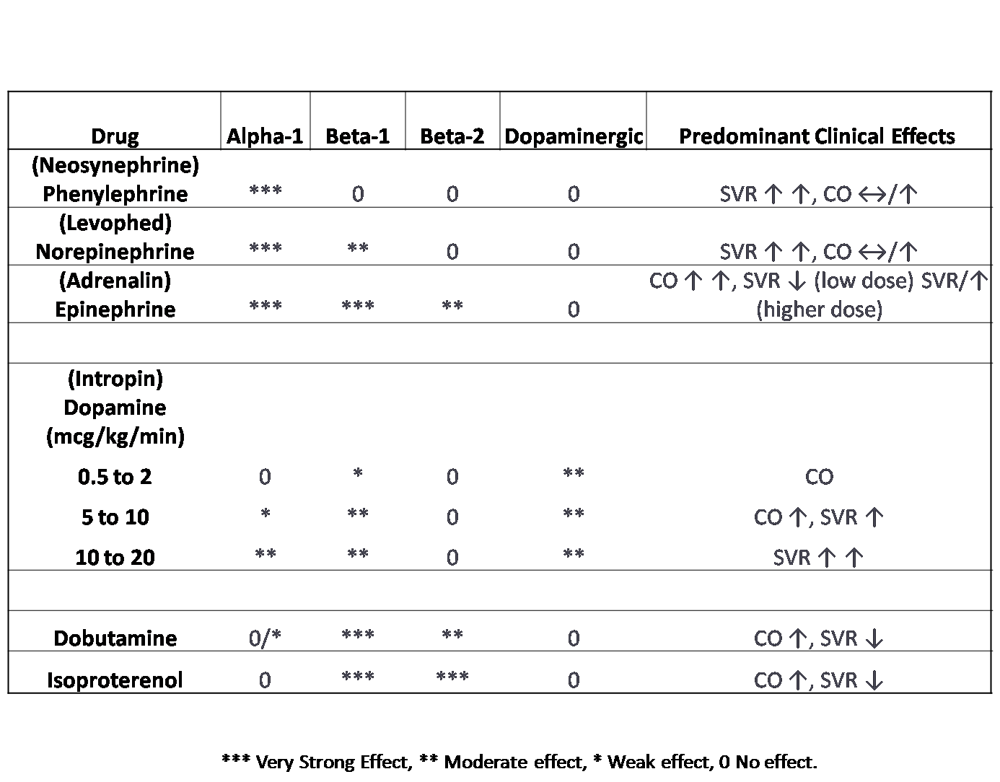 Drug Alpha-1 Beta-1 Beta-2 Dopaminergic Predominant Clinical Effects
(Neosynephrine)
Phenylephrine *** 0 0 0 SVR ↑ ↑, CO ↔/↑
(Levophed)
Norepinephrine *** ** 0 0 SVR ↑ ↑, CO ↔/↑
(Adrenalin) CO ↑ ↑, SVR ↓ (low dose) SVR/↑
Epinephrine *** *** ** 0 (higher dose)
(Intropin)
Dopamine
(mcg/kg/min)
0.5 to 2 0 * 0 ** CO
5 to 10 * ** 0 ** CO ↑, SVR ↑
10 to 20 ** ** 0 ** SVR ↑ ↑
Dobutamine 0/* *** ** 0 CO ↑, SVR ↓
Isoproterenol 0 *** *** 0 CO ↑, SVR ↓
*** Very Strong Effect, ** Moderate effect, * Weak effect, 0 No effect.